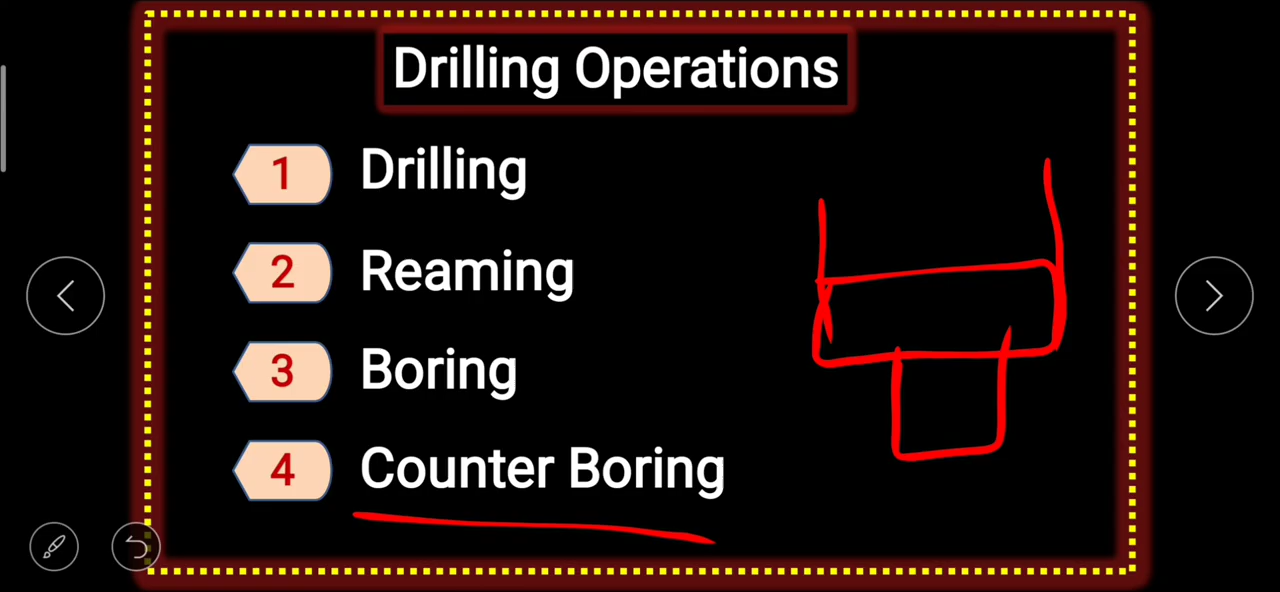 Drilling Operations
1 Drilling
2 Reaming
3 Boring
4 Counter Boring